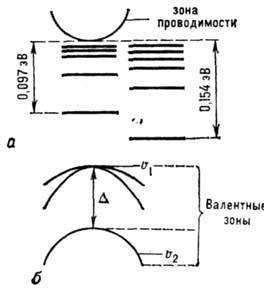 зона
проводимости
0,097 эВ
0,154 эВ
а
v₁
Δ
Валентные
зоны
v₂
б